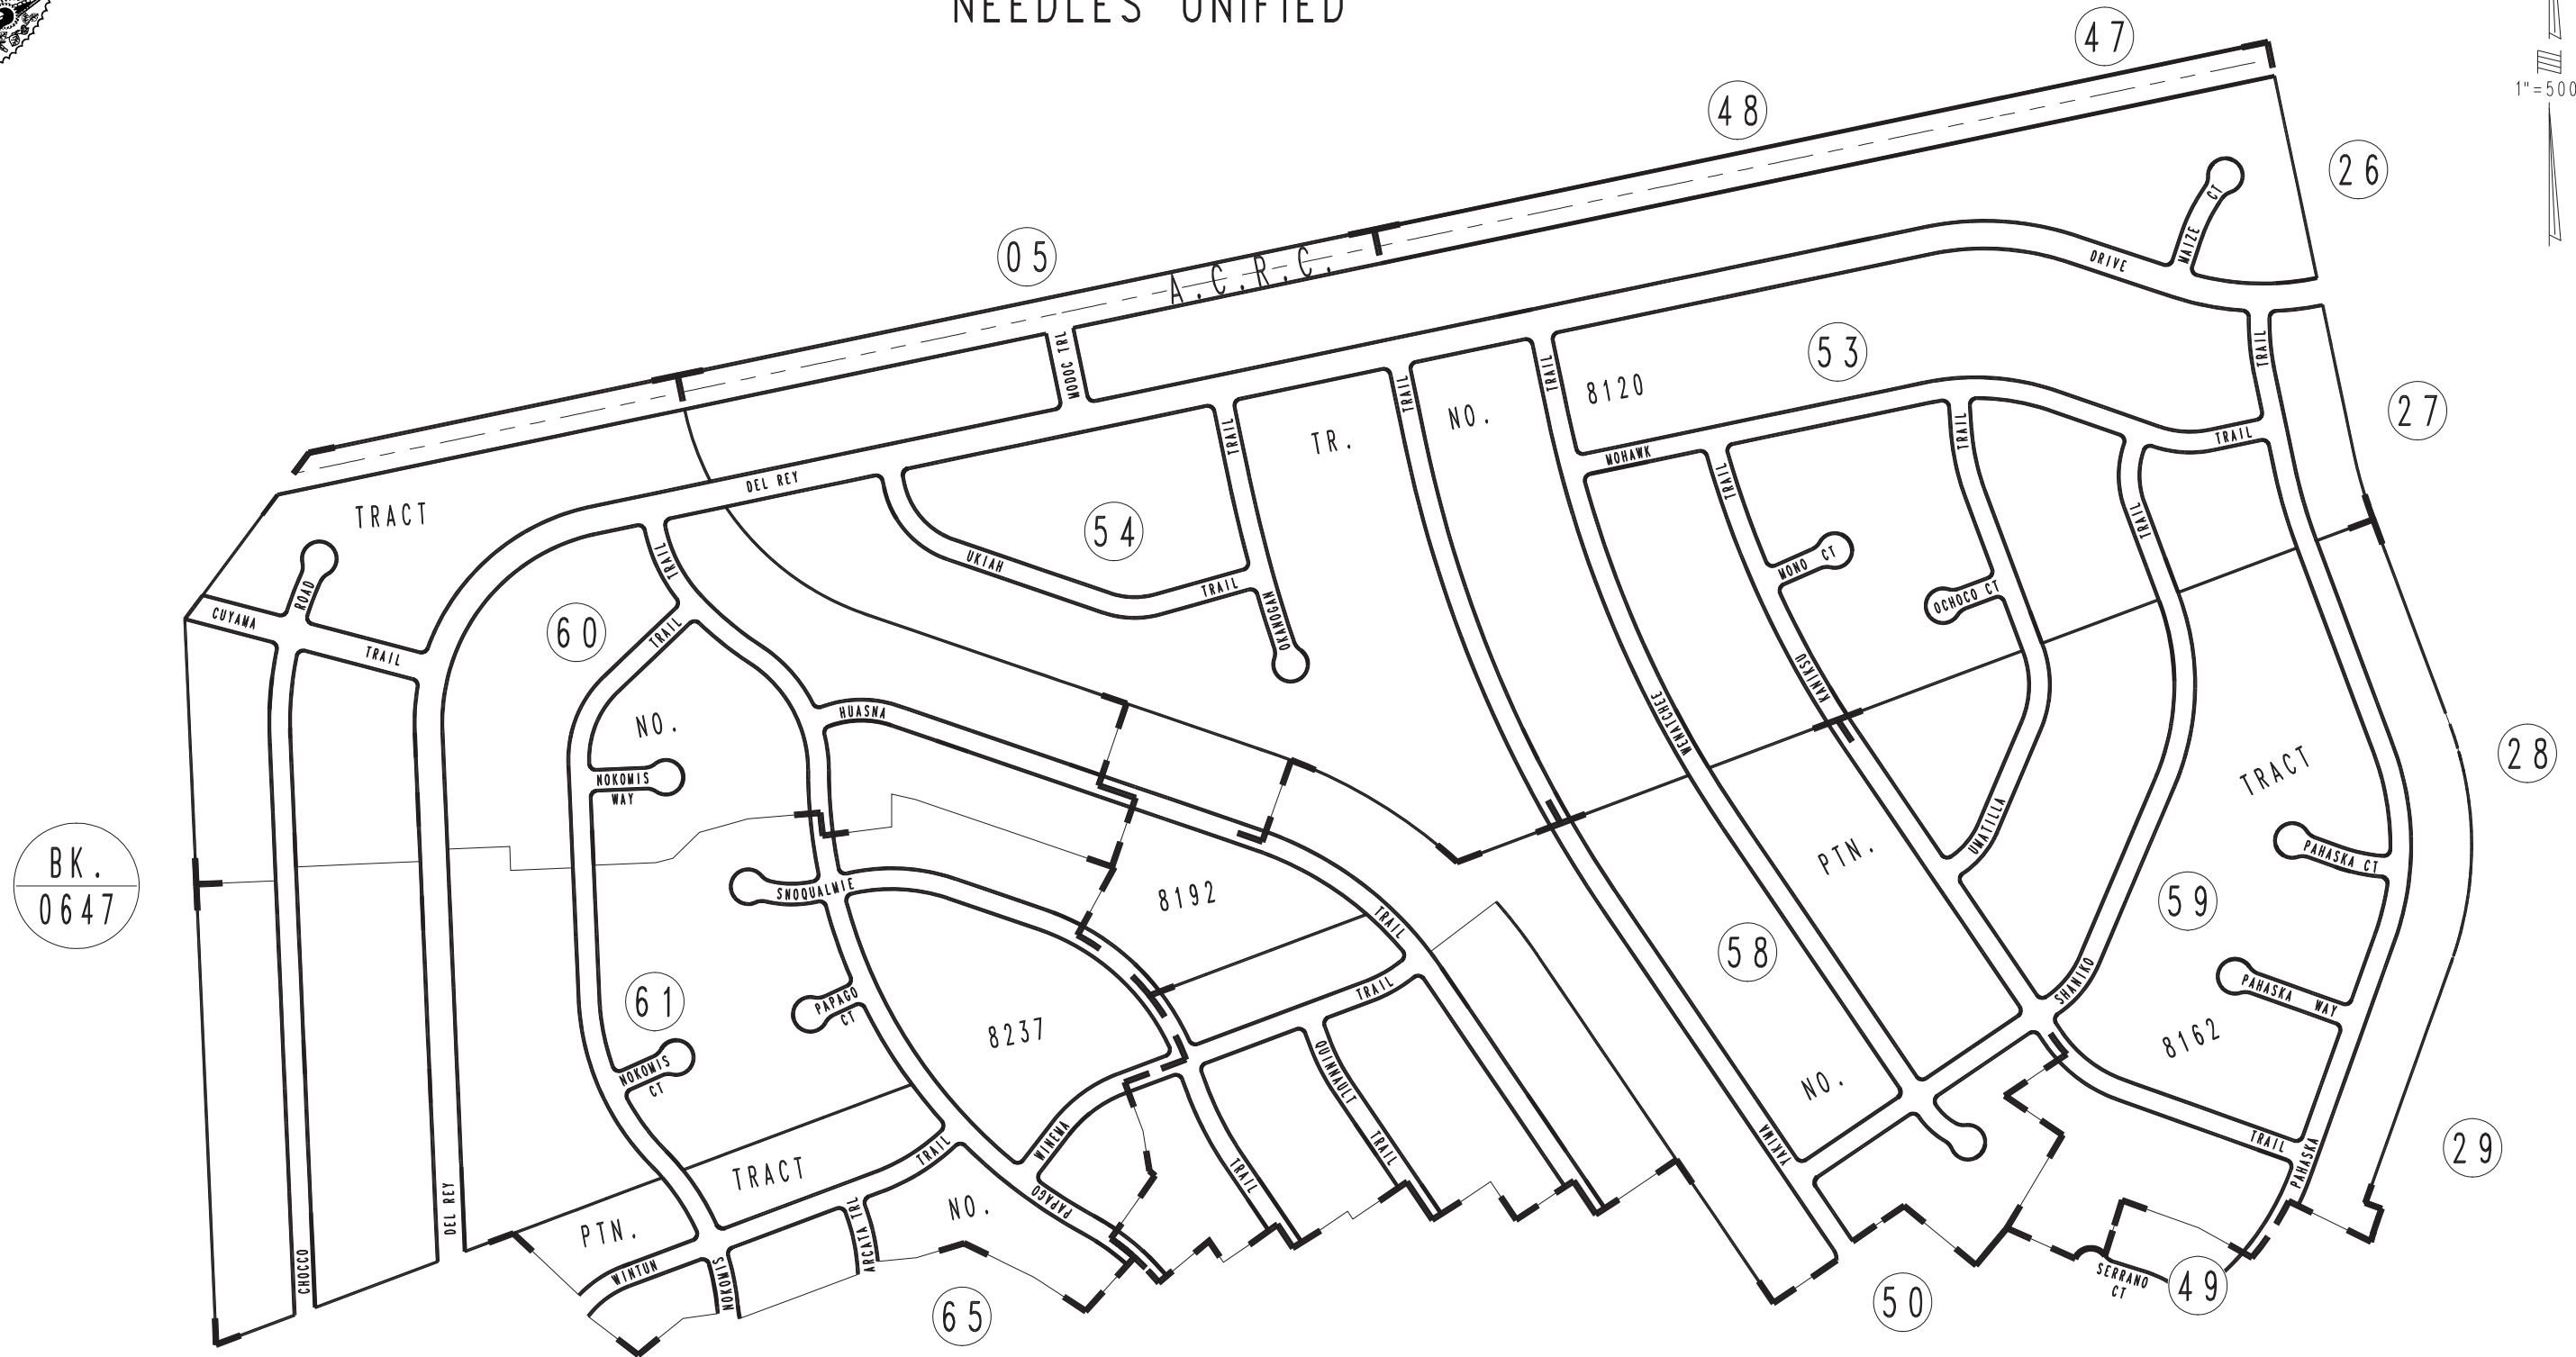 NEEDLES UNIFIED
47
48
1"=500
26
05
A.C.R.C.
MAIZE CT
DRIVE
MODOC TRL
TRAIL
TRAIL
TRAIL
TRAIL
53
8120
NO.
TR.
27
TRAIL
TRAIL
MOHAWK
TRAIL
DEL REY
TRACT
54
UKIAH
TRAIL
OKANOGAN
TRAIL
MONO CT
OCHOCO CT
TRAIL
ROAD
CUYAMA
TRAIL
60
TRAIL
TRAIL
KANIKSU
WENATCHEE
HUASNA
NO.
NOKOMIS
WAY
28
TRACT
UMATILLA
PTN.
PAHASKA CT
BK.
0647
SNOQUALMIE
8192
TRAIL
58
59
PAHASKA WAY
61
PAPAGO
CT
TRAIL
SHANIKO
8237
8162
NOKOMIS
CT
QUINNAULT
TRAIL
NO.
YAKIMA
TRAIL
PAHASKA
29
WINEMA
TRAIL
TRAIL
TRACT
PAPAGO
NO.
PTN.
DEL REY
ARCATA TRL
WINTUN
NOKOMIS
CHOCCO
65
50
SERRANO
CT
49